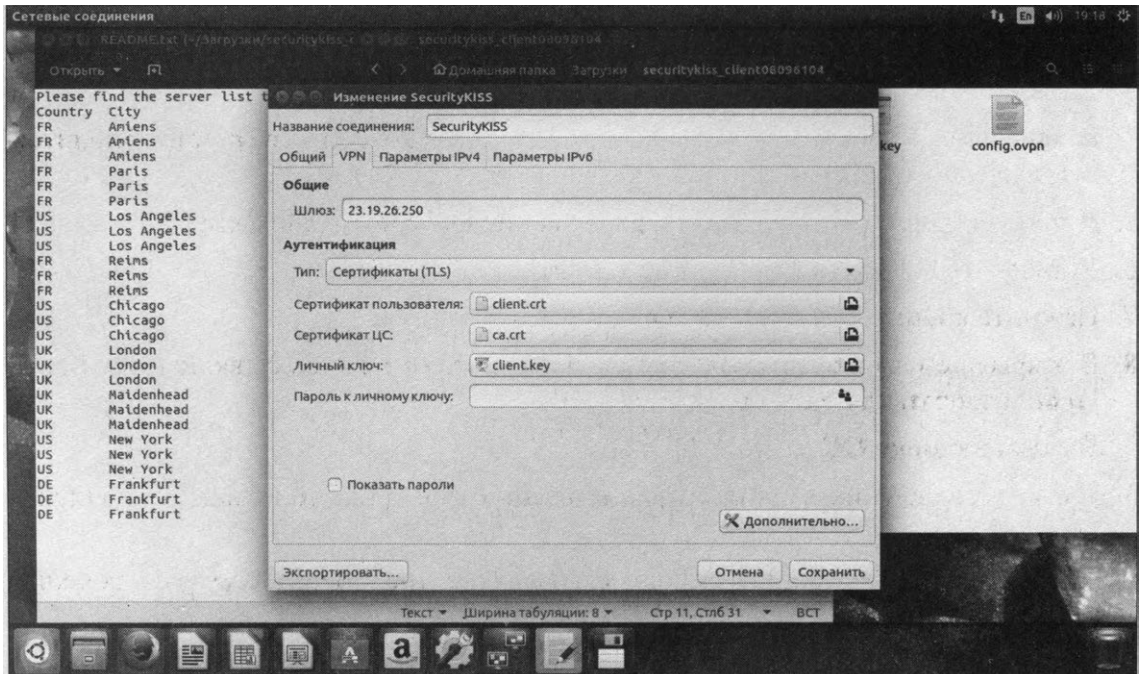 Сетевые соединения
En 19:18
README.txt (~/Загрузки/securitykiss_c
securitykiss_client08096104
Открыть
Домашняя папка Загрузки securitykiss_client08096104
Please find the server list t
Country City
FR Amiens
FR Amiens
FR Amiens
FR Paris
FR Paris
FR Paris
US Los Angeles
US Los Angeles
US Los Angeles
FR Reims
FR Reims
FR Reims
US Chicago
US Chicago
US Chicago
UK London
UK London
UK London
UK Maidenhead
UK Maidenhead
UK Maidenhead
US New York
US New York
US New York
DE Frankfurt
DE Frankfurt
DE Frankfurt
Изменение SecurityKISS
Название соединения: SecurityKISS
Общий VPN Параметры IPv4 Параметры IPv6
Общие
Шлюз: 23.19.26.250
Аутентификация
Тип: Сертификаты (TLS)
Сертификат пользователя: client.crt
Сертификат ЦС: ca.crt
Личный ключ: client.key
Пароль к личному ключу:
Показать пароли
Дополнительно...
Экспортировать...
Отмена Сохранить
key
config.ovpn
Текст Ширина табуляции: 8 Стр 11, Стлб 31 ВСТ